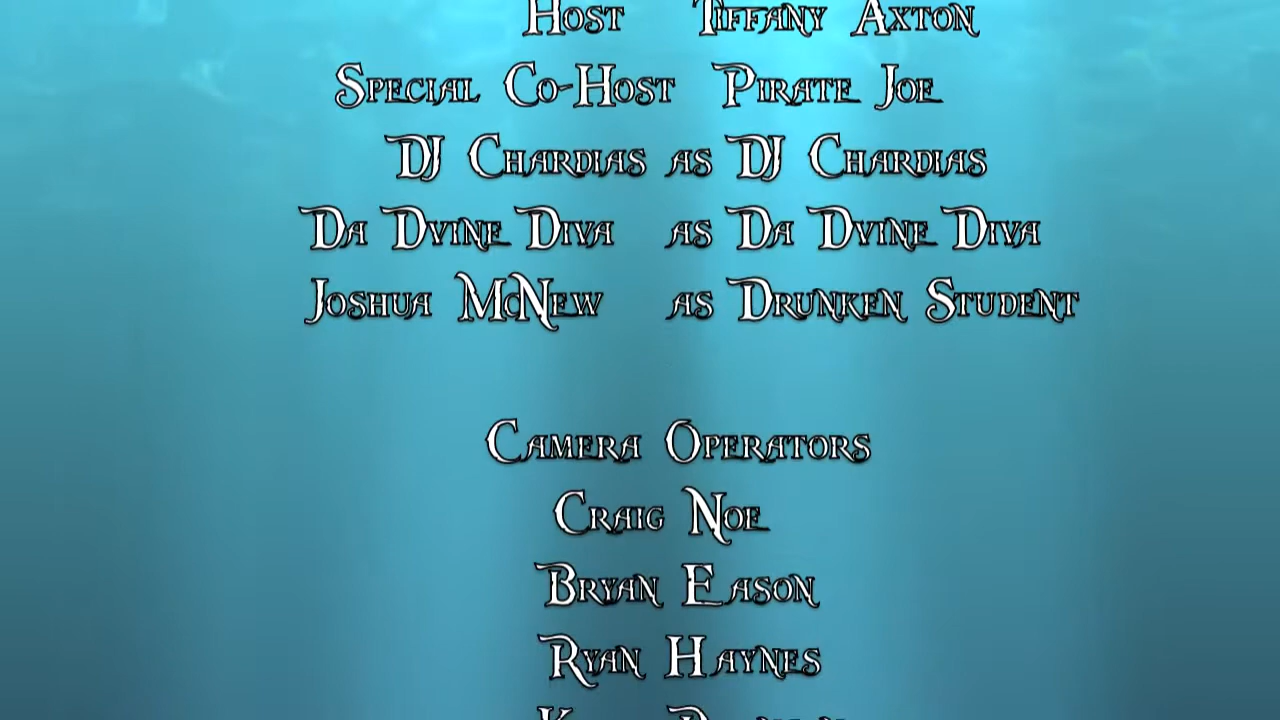 Host Tiffany Axton
Special Co-Host Pirate Joe
DJ Chardias as DJ Chardias
Da Dvine Diva as Da Dvine Diva
Joshua McNew as Drunken Student
Camera Operators
Craig Noe
Bryan Eason
Ryan Haynes